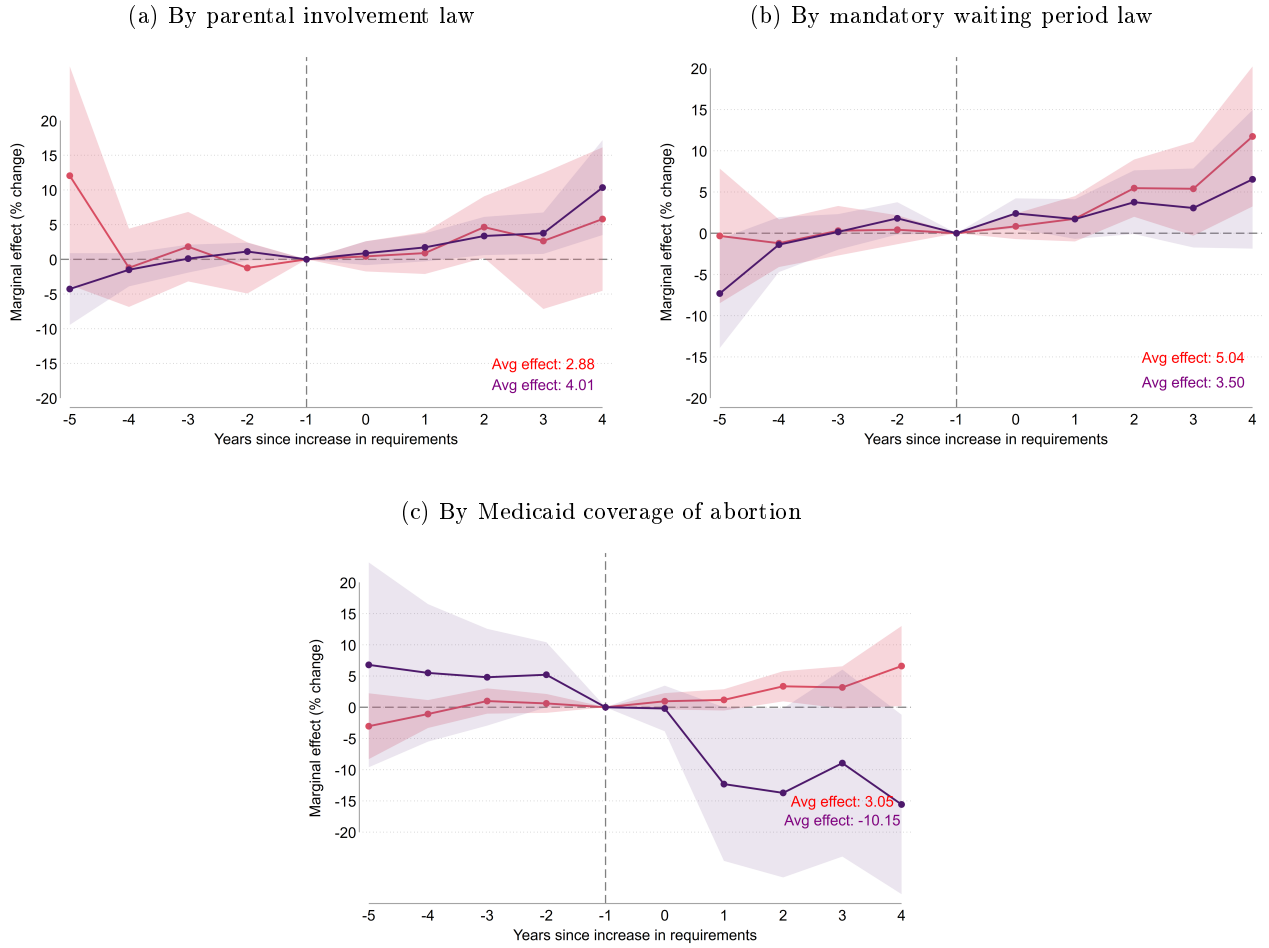 (a) By parental involvement law
Marginal effect (% change)
20
15
10
5
0
-5
-10
-15
-20
Avg effect: 2.88
Avg effect: 4.01
-5 -4 -3 -2 -1 0 1 2 3 4
Years since increase in requirements
(b) By mandatory waiting period law
Marginal effect (% change)
20
15
10
5
0
-5
-10
-15
-20
Avg effect: 5.04
Avg effect: 3.50
-5 -4 -3 -2 -1 0 1 2 3 4
Years since increase in requirements
(c) By Medicaid coverage of abortion
Marginal effect (% change)
20
15
10
5
0
-5
-10
-15
-20
Avg effect: 3.05
Avg effect: -10.15
-5 -4 -3 -2 -1 0 1 2 3 4
Years since increase in requirements